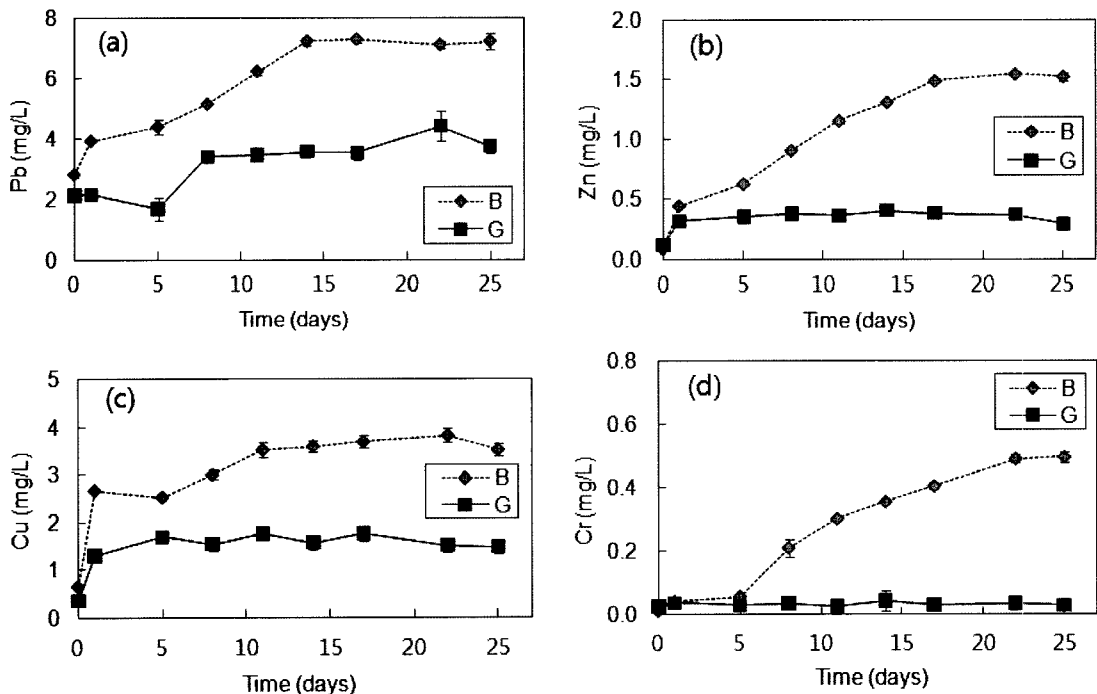 (a)
8
6
4
2
0
Pb (mg/L)
B
G
0 5 10 15 20 25
Time (days)
(b)
2.0
1.5
1.0
0.5
0.0
Zn (mg/L)
B
G
0 5 10 15 20 25
Time (days)
(c)
5
4
3
2
1
0
Cu (mg/L)
B
G
0 5 10 15 20 25
Time (days)
(d)
0.8
0.6
0.4
0.2
0.0
Cr (mg/L)
B
G
0 5 10 15 20 25
Time (days)